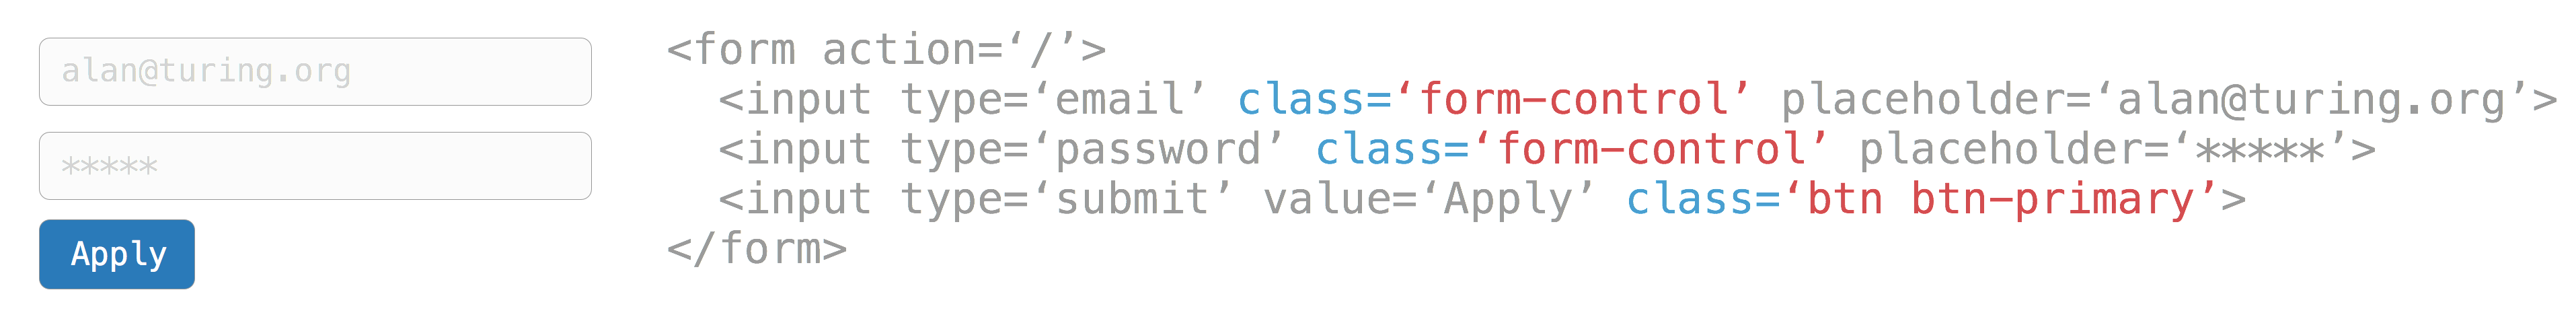 alan@turing.org
*****
Apply
<form action=‘/’>
  <input type=‘email’ class=‘form-control’ placeholder=‘alan@turing.org’>
  <input type=‘password’ class=‘form-control’ placeholder=‘*****’>
  <input type=‘submit’ value=‘Apply’ class=‘btn btn-primary’>
</form>